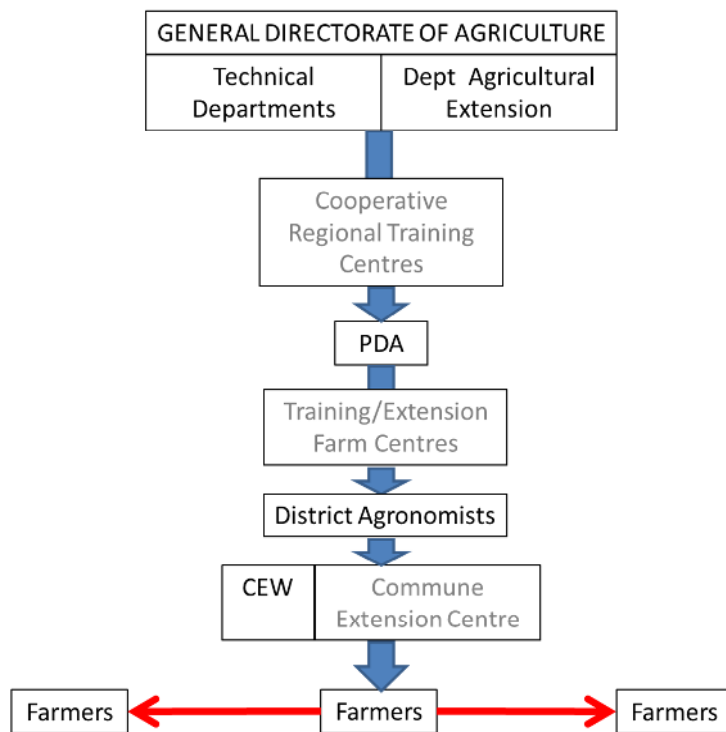 GENERAL DIRECTORATE OF AGRICULTURE
Technical
Departments
Dept Agricultural
Extension
Cooperative
Regional Training
Centres
PDA
Training/Extension
Farm Centres
District Agronomists
CEW
Commune
Extension Centre
Farmers
Farmers
Farmers